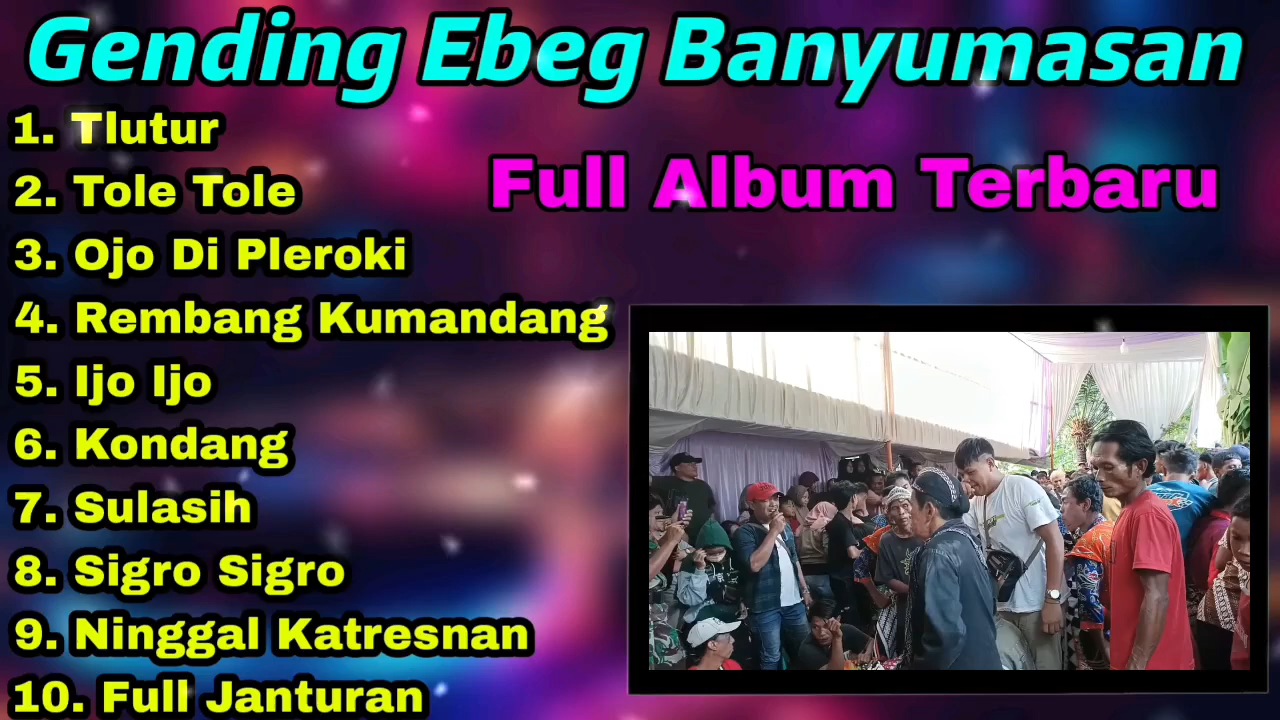 Gending Ebeg Banyumasan
Full Album Terbaru
1. Tlutur
2. Tole Tole
3. Ojo Di Pleroki
4. Rembang Kumandang
5. Ijo Ijo
6. Kondang
7. Sulasih
8. Sigro Sigro
9. Ninggal Katresnan
10. Full Janturan